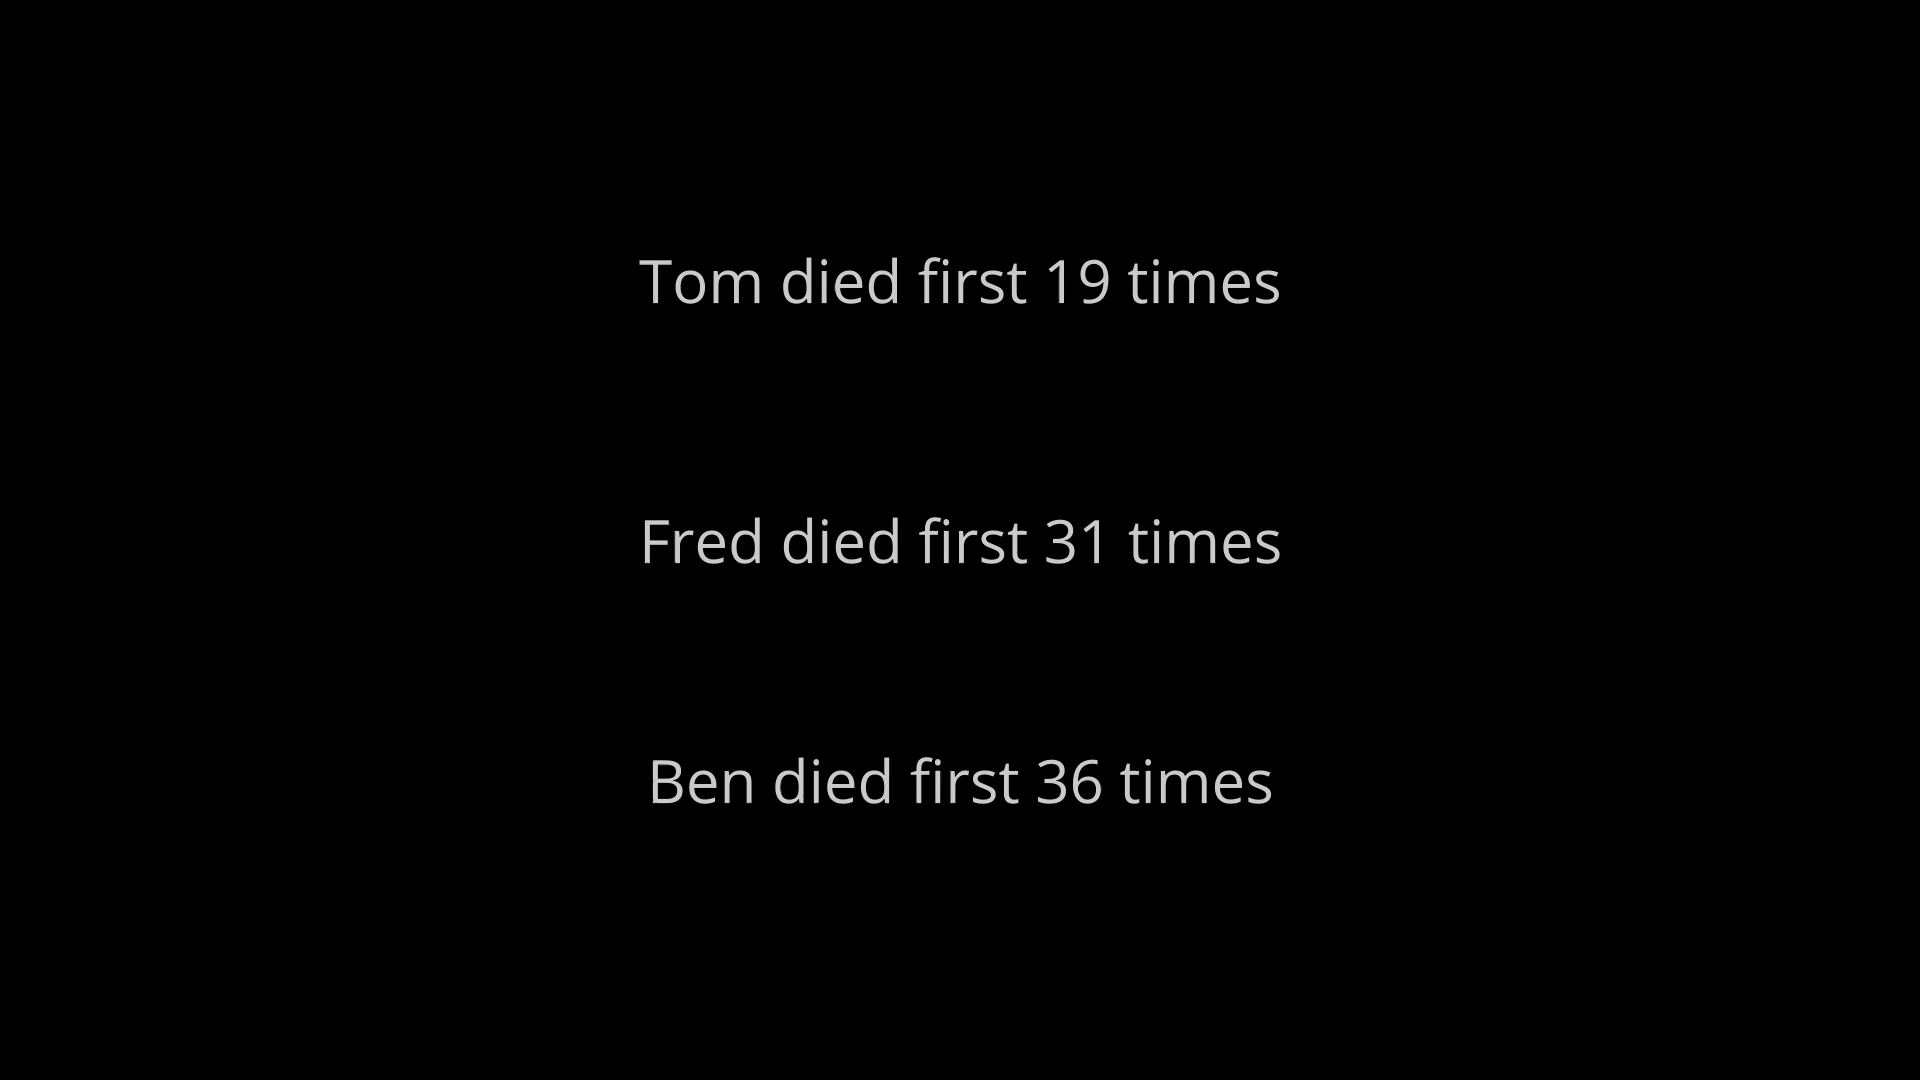 Tom died first 19 times
Fred died first 31 times
Ben died first 36 times